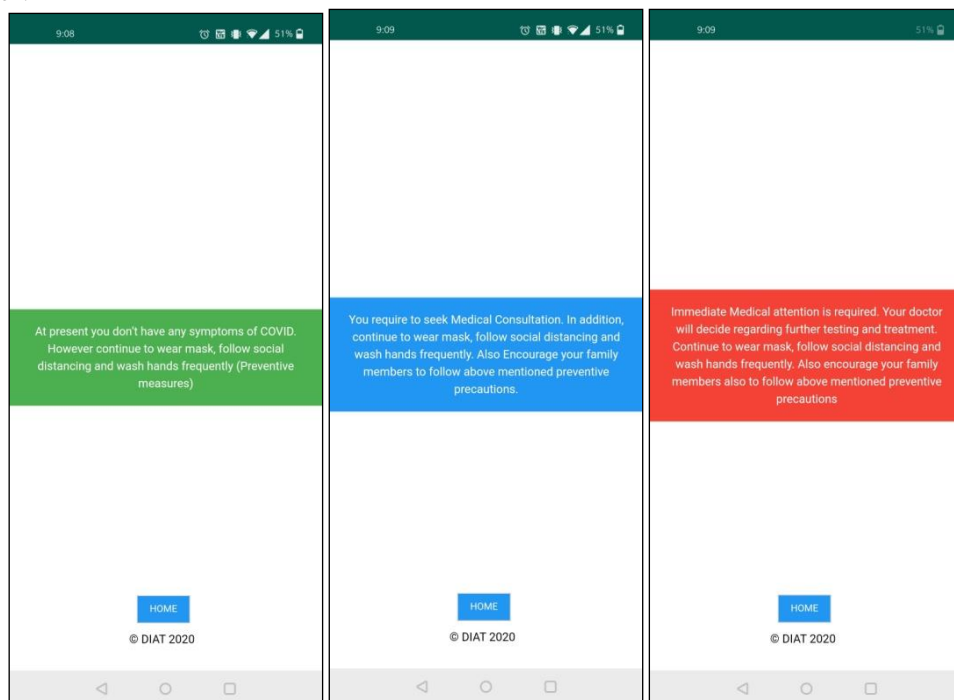 9:08
51%
At present you don't have any symptoms of COVID.
However continue to wear mask, follow social
distancing and wash hands frequently (Preventive
measures)
HOME
© DIAT 2020
9:09
51%
You require to seek Medical Consultation. In addition,
continue to wear mask, follow social distancing and
wash hands frequently. Also Encourage your family
members to follow above mentioned preventive
precautions.
HOME
© DIAT 2020
9:09
51%
Immediate Medical attention is required. Your doctor
will decide regarding further testing and treatment.
Continue to wear mask, follow social distancing and
wash hands frequently. Also encourage your family
members also to follow above mentioned preventive
precautions
HOME
© DIAT 2020